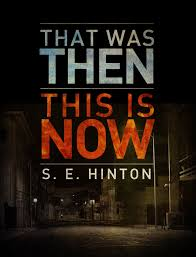 THAT WAS
THEN
THIS IS
NOW
S. E. HINTON